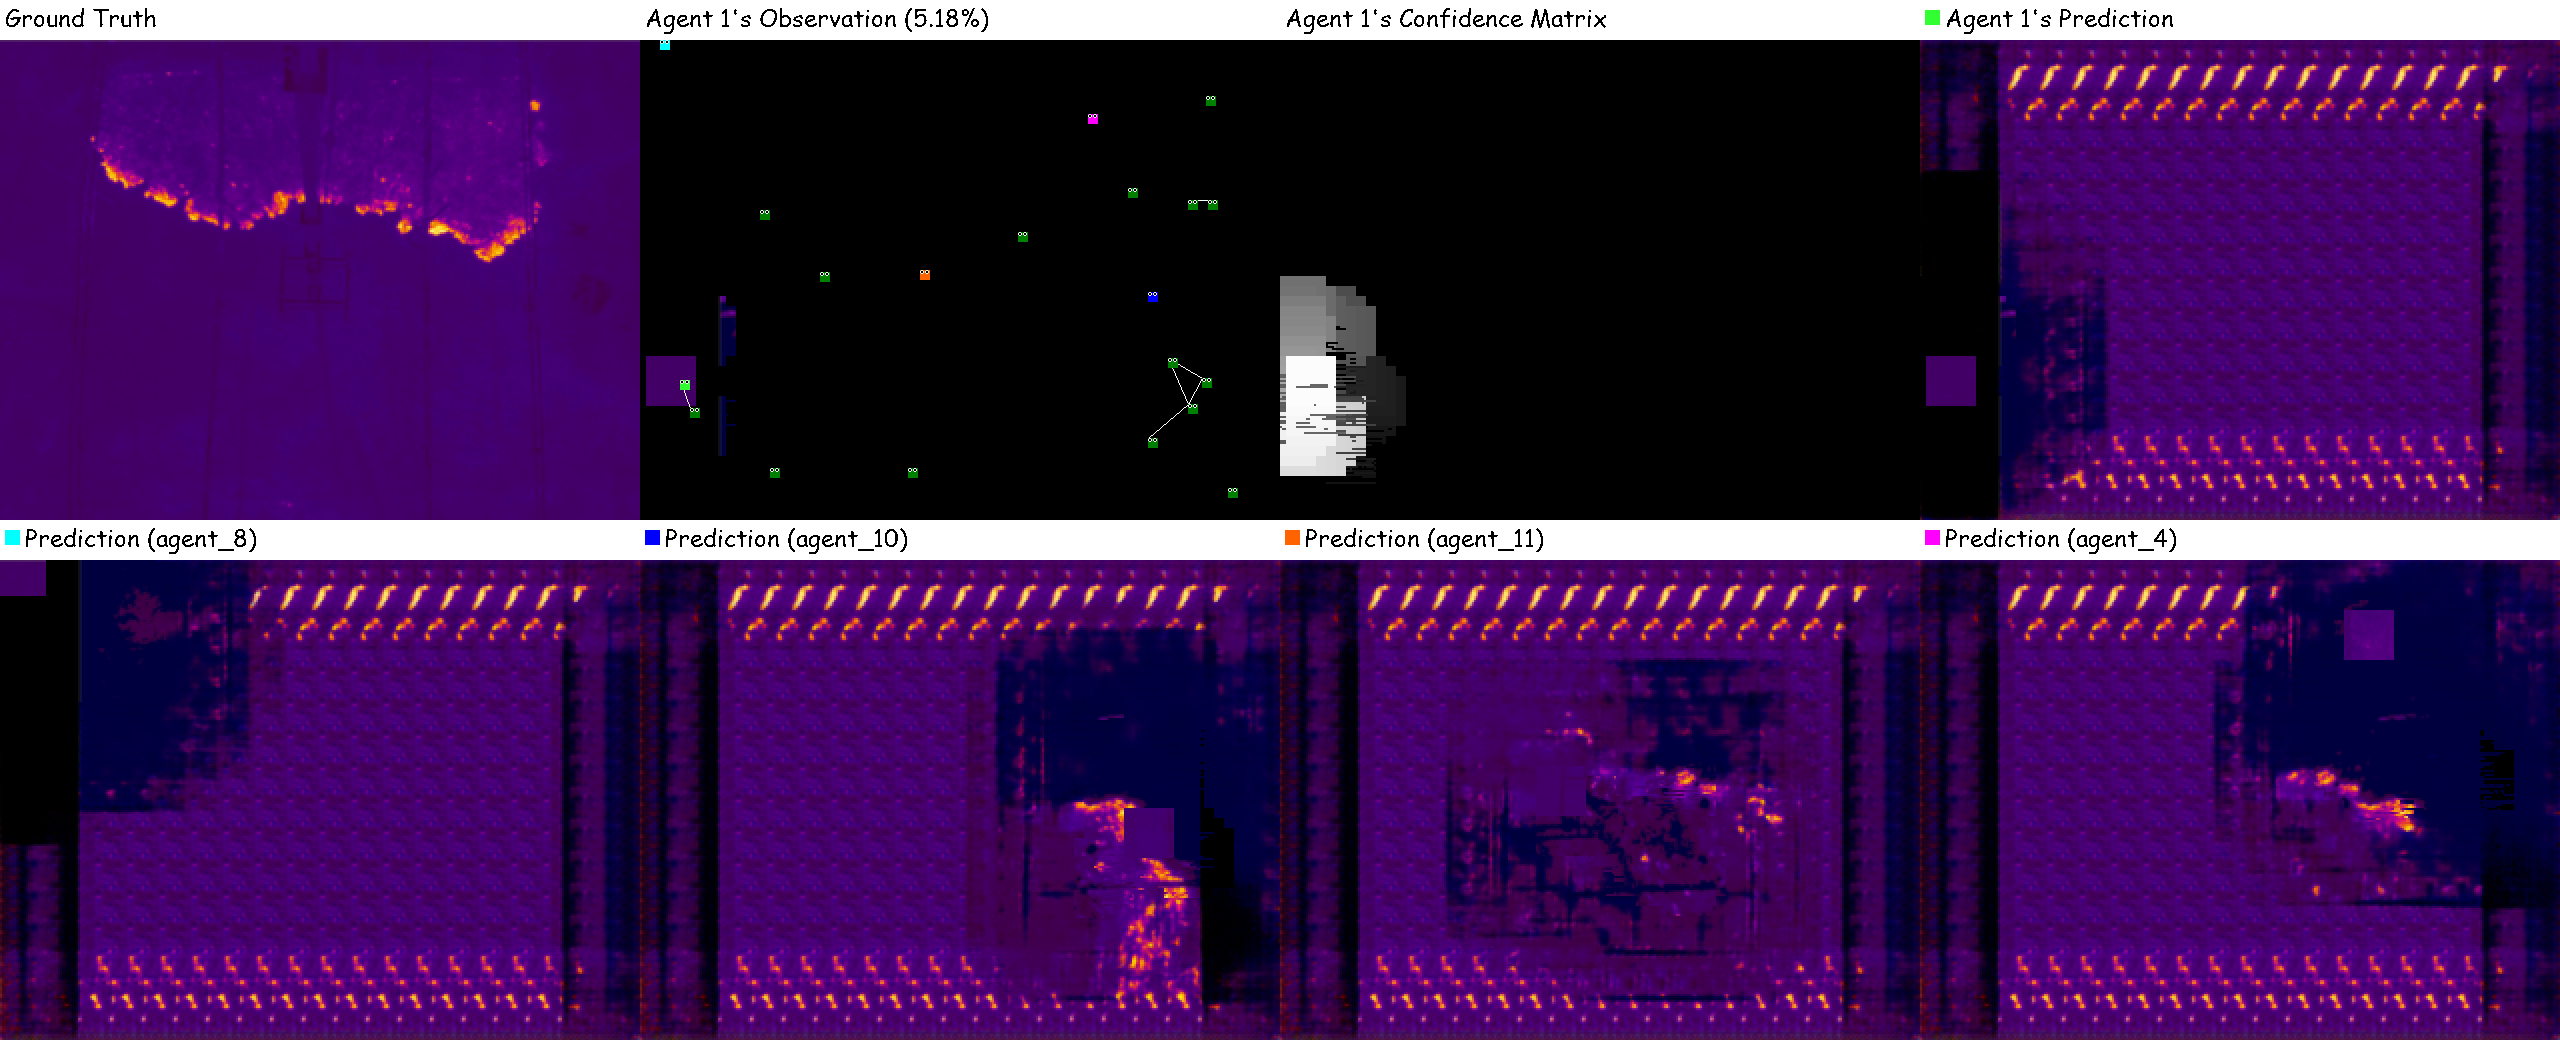 Ground Truth
Agent 1's Observation (5.18%)
Agent 1's Confidence Matrix
Agent 1's Prediction
Prediction (agent_8)
Prediction (agent_10)
Prediction (agent_11)
Prediction (agent_4)